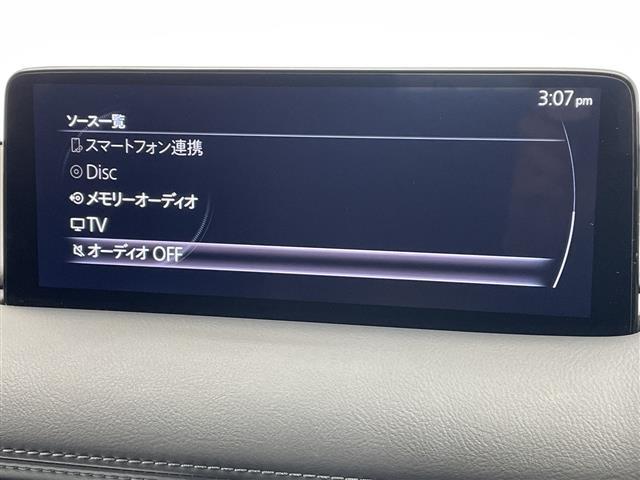 3:07 pm
ソース一覧
スマートフォン連携
Disc
メモリーオーディオ
TV
オーディオ OFF